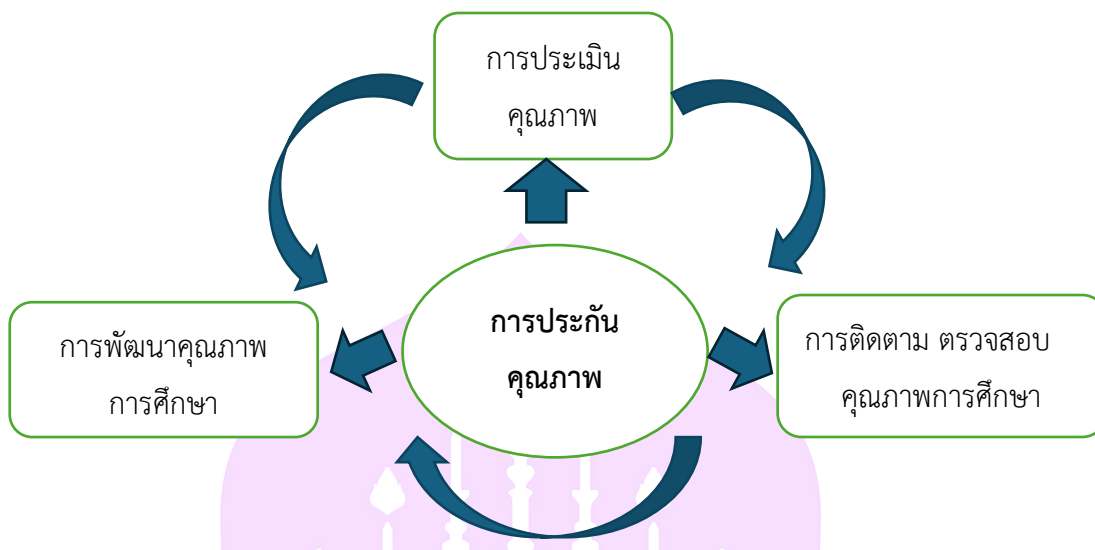 การประเมิน
คุณภาพ
การประกัน
คุณภาพ
การพัฒนาคุณภาพ
การศึกษา
การติดตาม ตรวจสอบ
คุณภาพการศึกษา